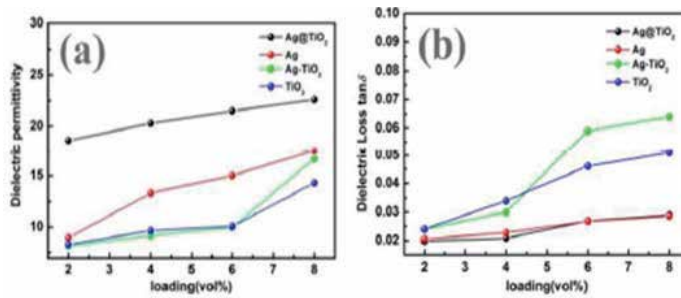 (a)
Dielectric permittivity
30
25
20
15
10
2 3 4 5 6 7 8
loading(vol%)
Ag@TiO₂
Ag
Ag-TiO₂
TiO₂
(b)
Dielectrix Loss tanδ
0.10
0.09
0.08
0.07
0.06
0.05
0.04
0.03
0.02
2 3 4 5 6 7 8
loading(vol%)
Ag@TiO₂
Ag
Ag-TiO₂
TiO₂